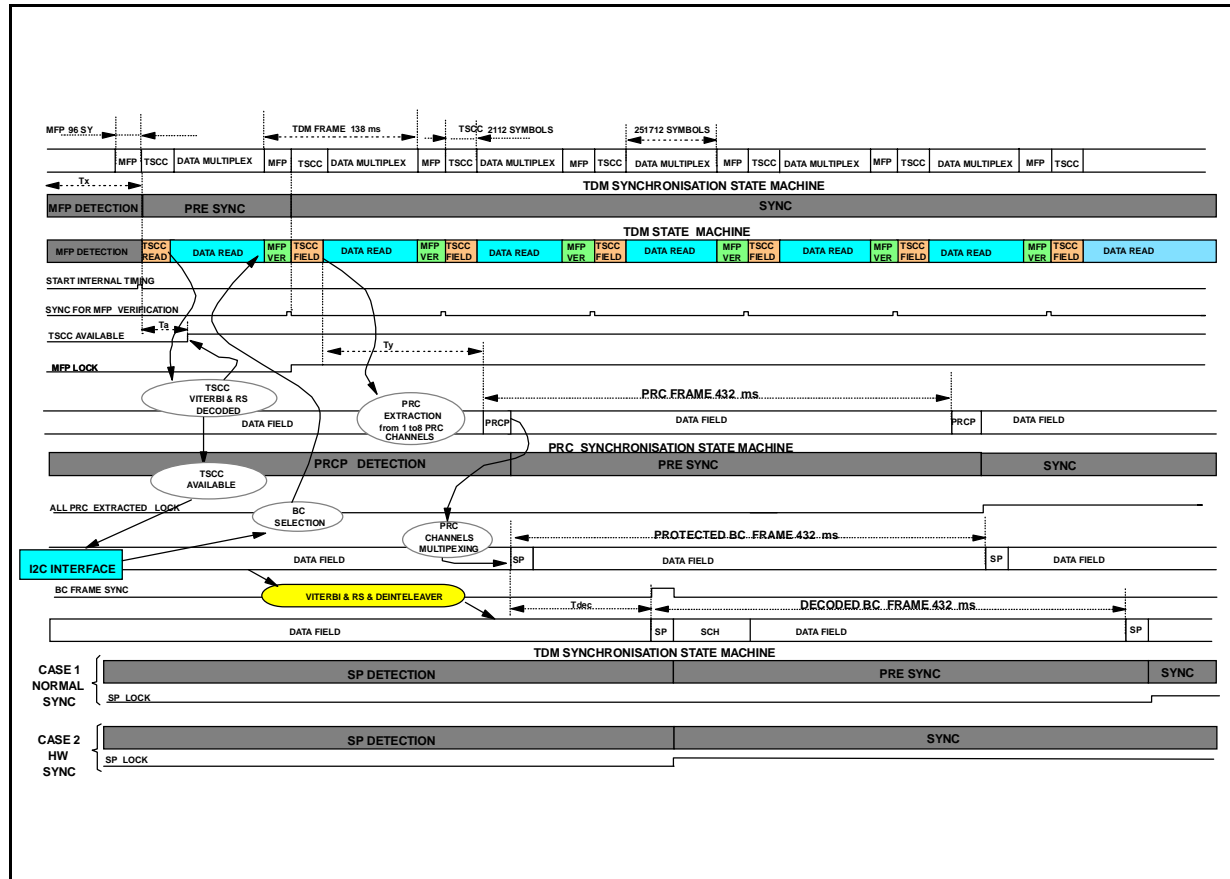 MFP 96 SY
TDM FRAME 138 ms
TSCC 2112 SYMBOLS
251712 SYMBOLS
MFP TSCC DATA MULTIPLEX MFP TSCC DATA MULTIPLEX MFP TSCC DATA MULTIPLEX MFP TSCC DATA MULTIPLEX MFP TSCC DATA MULTIPLEX MFP TSCC DATA MULTIPLEX MFP TSCC
Tx
TDM SYNCHRONISATION STATE MACHINE
MFP DETECTION PRE SYNC SYNC
TDM STATE MACHINE
MFP DETECTION TSCC READ DATA READ MFP VER TSCC FIELD DATA READ MFP VER TSCC FIELD DATA READ MFP VER TSCC FIELD DATA READ MFP VER TSCC FIELD DATA READ MFP VER TSCC FIELD DATA READ MFP VER TSCC FIELD DATA READ
START INTERNAL TIMING
SYNC FOR MFP VERIFICATION
Ta
TSCC AVAILABLE
Ty
MFP LOCK
TSCC
VITERBI & RS
DECODED
PRC FRAME 432 ms
PRC
EXTRACTION
from 1 to8 PRC
CHANNELS
DATA FIELD PRCP DATA FIELD PRCP DATA FIELD
PRC SYNCHRONISATION STATE MACHINE
PRCP DETECTION PRE SYNC SYNC
TSCC
AVAILABLE
ALL PRC EXTRACTED LOCK
BC
SELECTION
PRC
CHANNELS
MULTIPEXING
PROTECTED BC FRAME 432 ms
I2C INTERFACE
DATA FIELD SP DATA FIELD SP DATA FIELD
BC FRAME SYNC
VITERBI & RS & DEINTELEAVER
Tdec
DECODED BC FRAME 432 ms
DATA FIELD SP SCH DATA FIELD SP
TDM SYNCHRONISATION STATE MACHINE
CASE 1
NORMAL
SYNC
SP DETECTION PRE SYNC SYNC
SP LOCK
CASE 2
HW
SYNC
SP DETECTION SYNC
SP LOCK